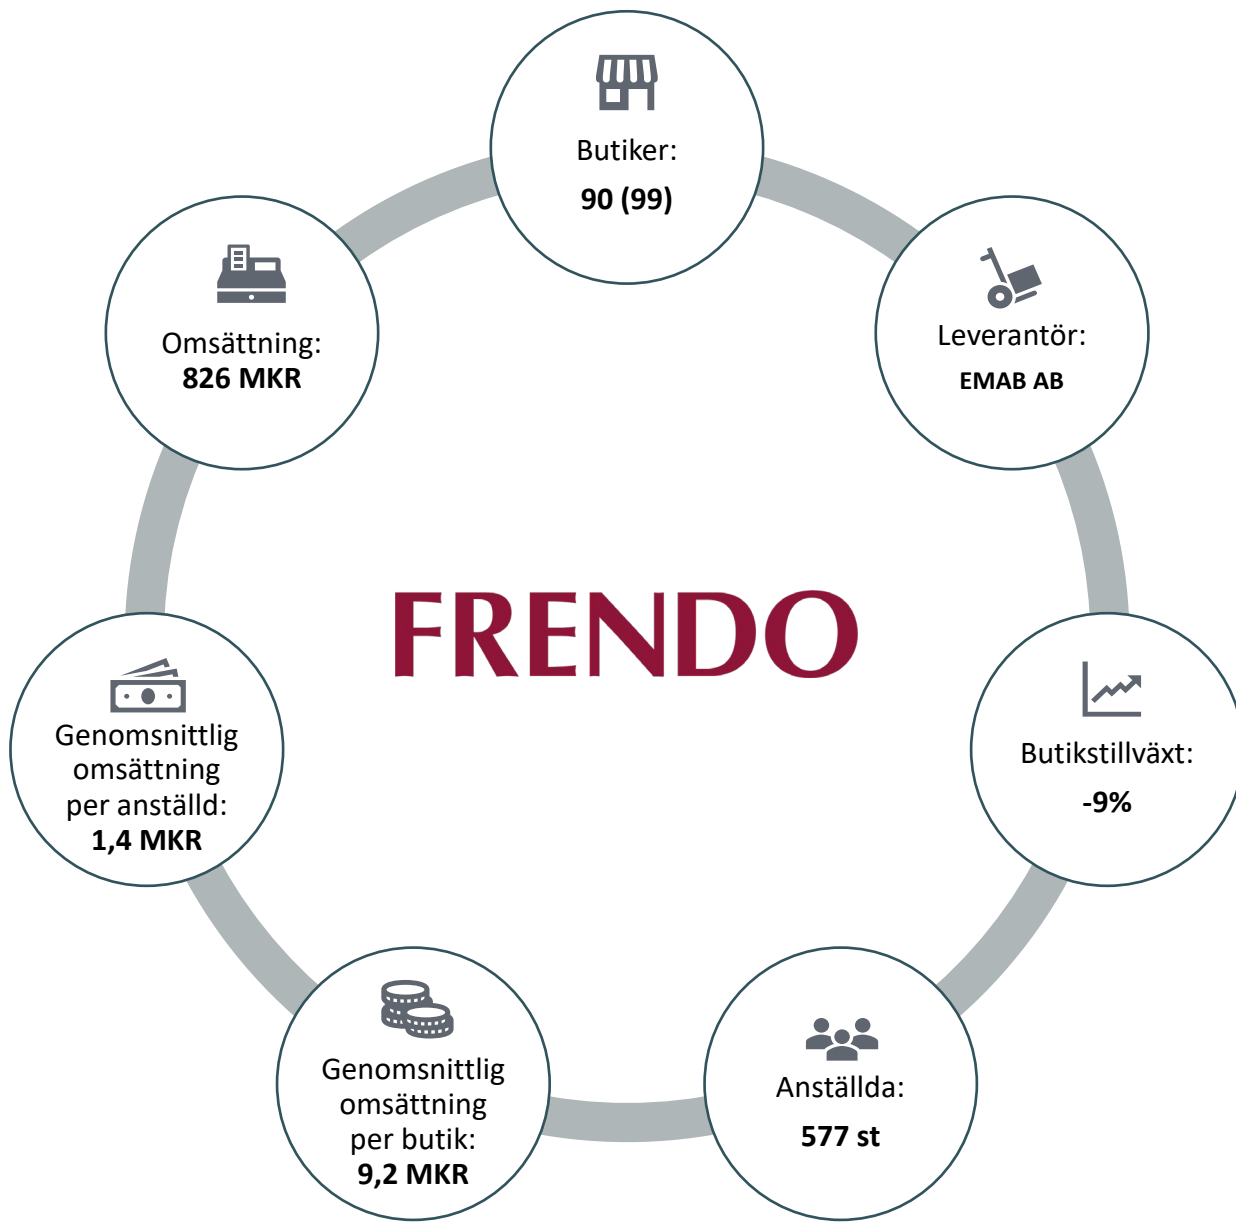 Butiker:
90 (99)
Omsättning:
826 MKR
Leverantör:
EMAB AB
FRENDO
Genomsnittlig
omsättning
per anställd:
1,4 MKR
Butikstillväxt:
-9%
Genomsnittlig
omsättning
per butik:
9,2 MKR
Anställda:
577 st